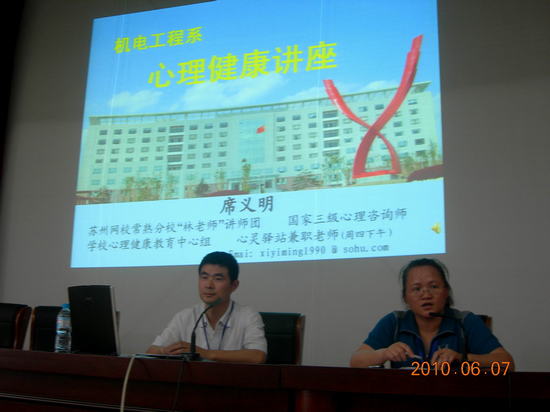 机电工程系
心理健康讲座
席义明
苏州网校常熟分校“林老师”讲师团 国家三级心理咨询师
学校心理健康教育中心组 心灵驿站兼职老师(周四下午)
Emai: xiyiming1990 @ sohu.com
2010.06.07